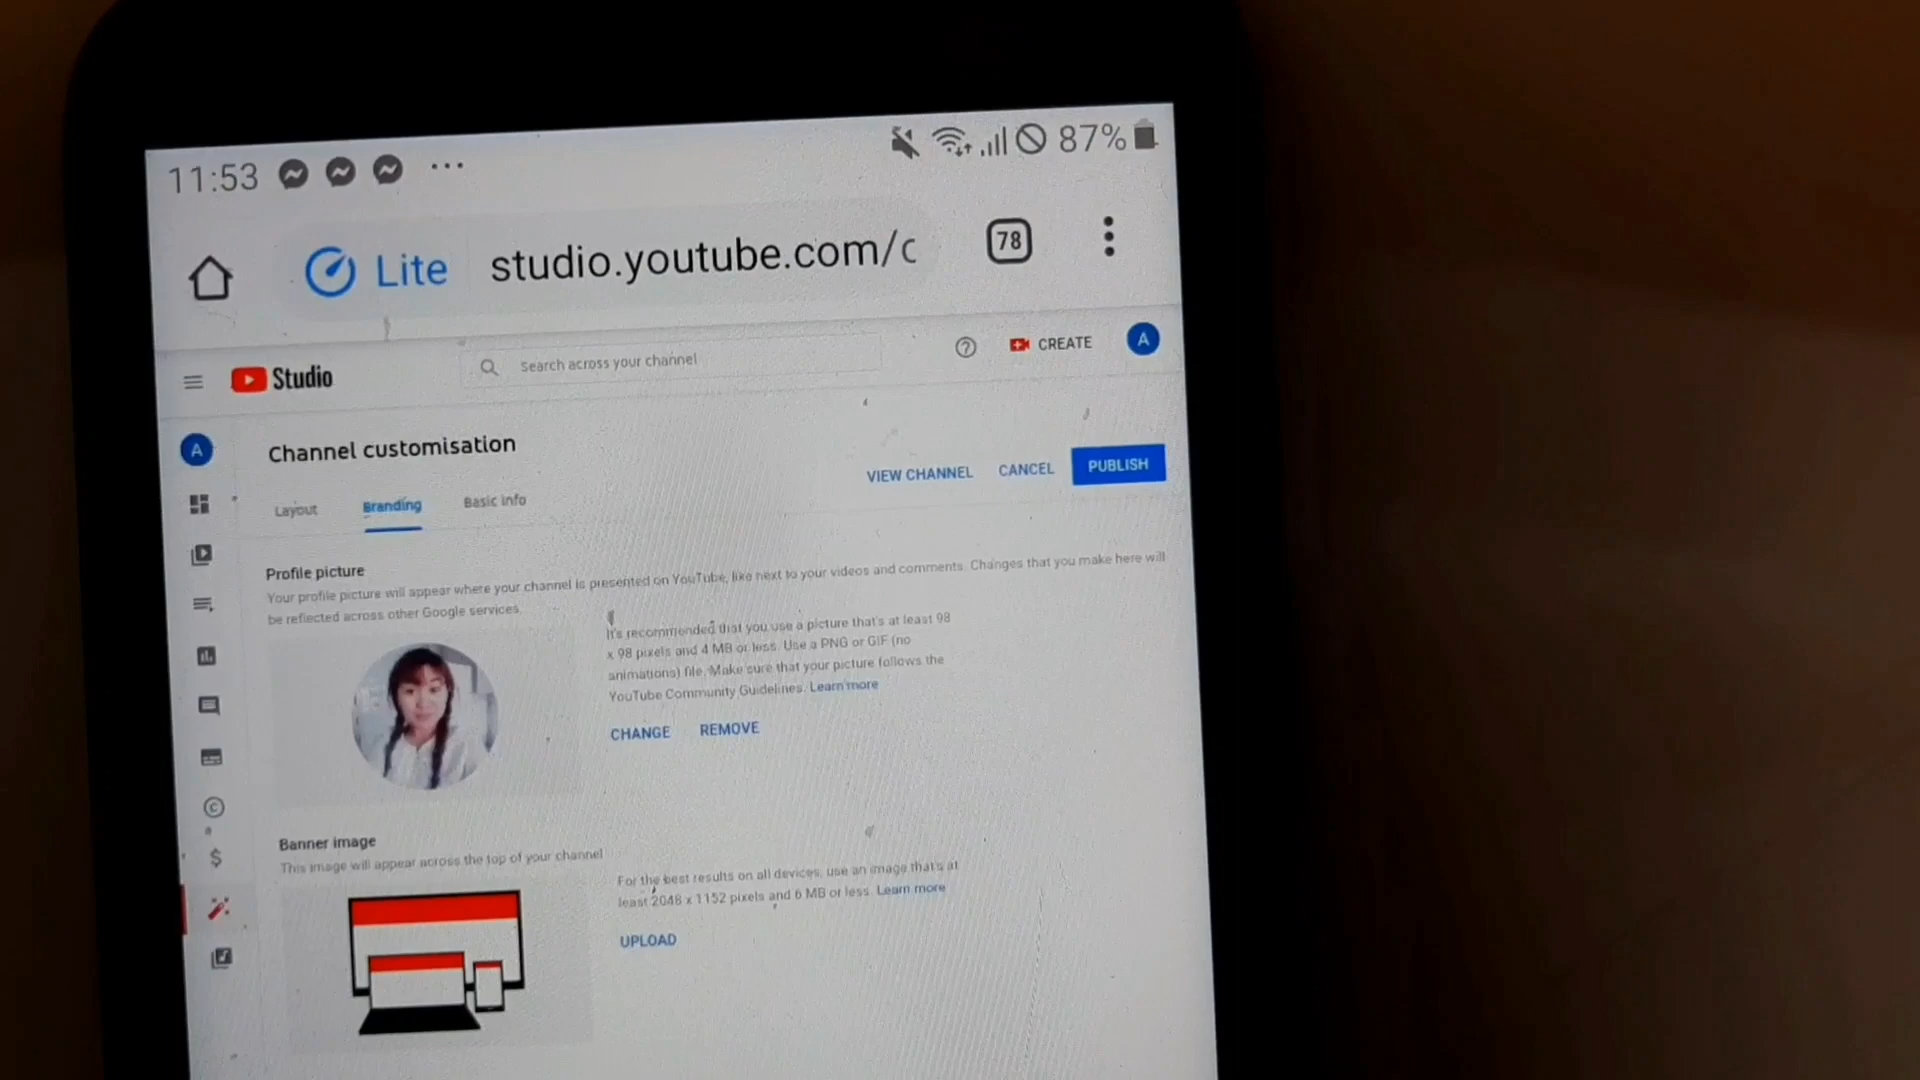 11:53 ... 87%
Lite studio.youtube.com/c 78
Studio Search across your channel CREATE A
A Channel customisation
VIEW CHANNEL CANCEL PUBLISH
Layout Branding Basic info
Profile picture
Your profile picture will appear where your channel is presented on YouTube, like next to your videos and comments. Changes that you make here will
be reflected across other Google services.
It's recommended that you use a picture that's at least 98
x 98 pixels and 4 MB or less. Use a PNG or GIF (no
animations) file. Make sure that your picture follows the
YouTube Community Guidelines. Learn more
CHANGE REMOVE
Banner image
This image will appear across the top of your channel
For the best results on all devices, use an image that's at
least 2048 x 1152 pixels and 6 MB or less. Learn more
UPLOAD